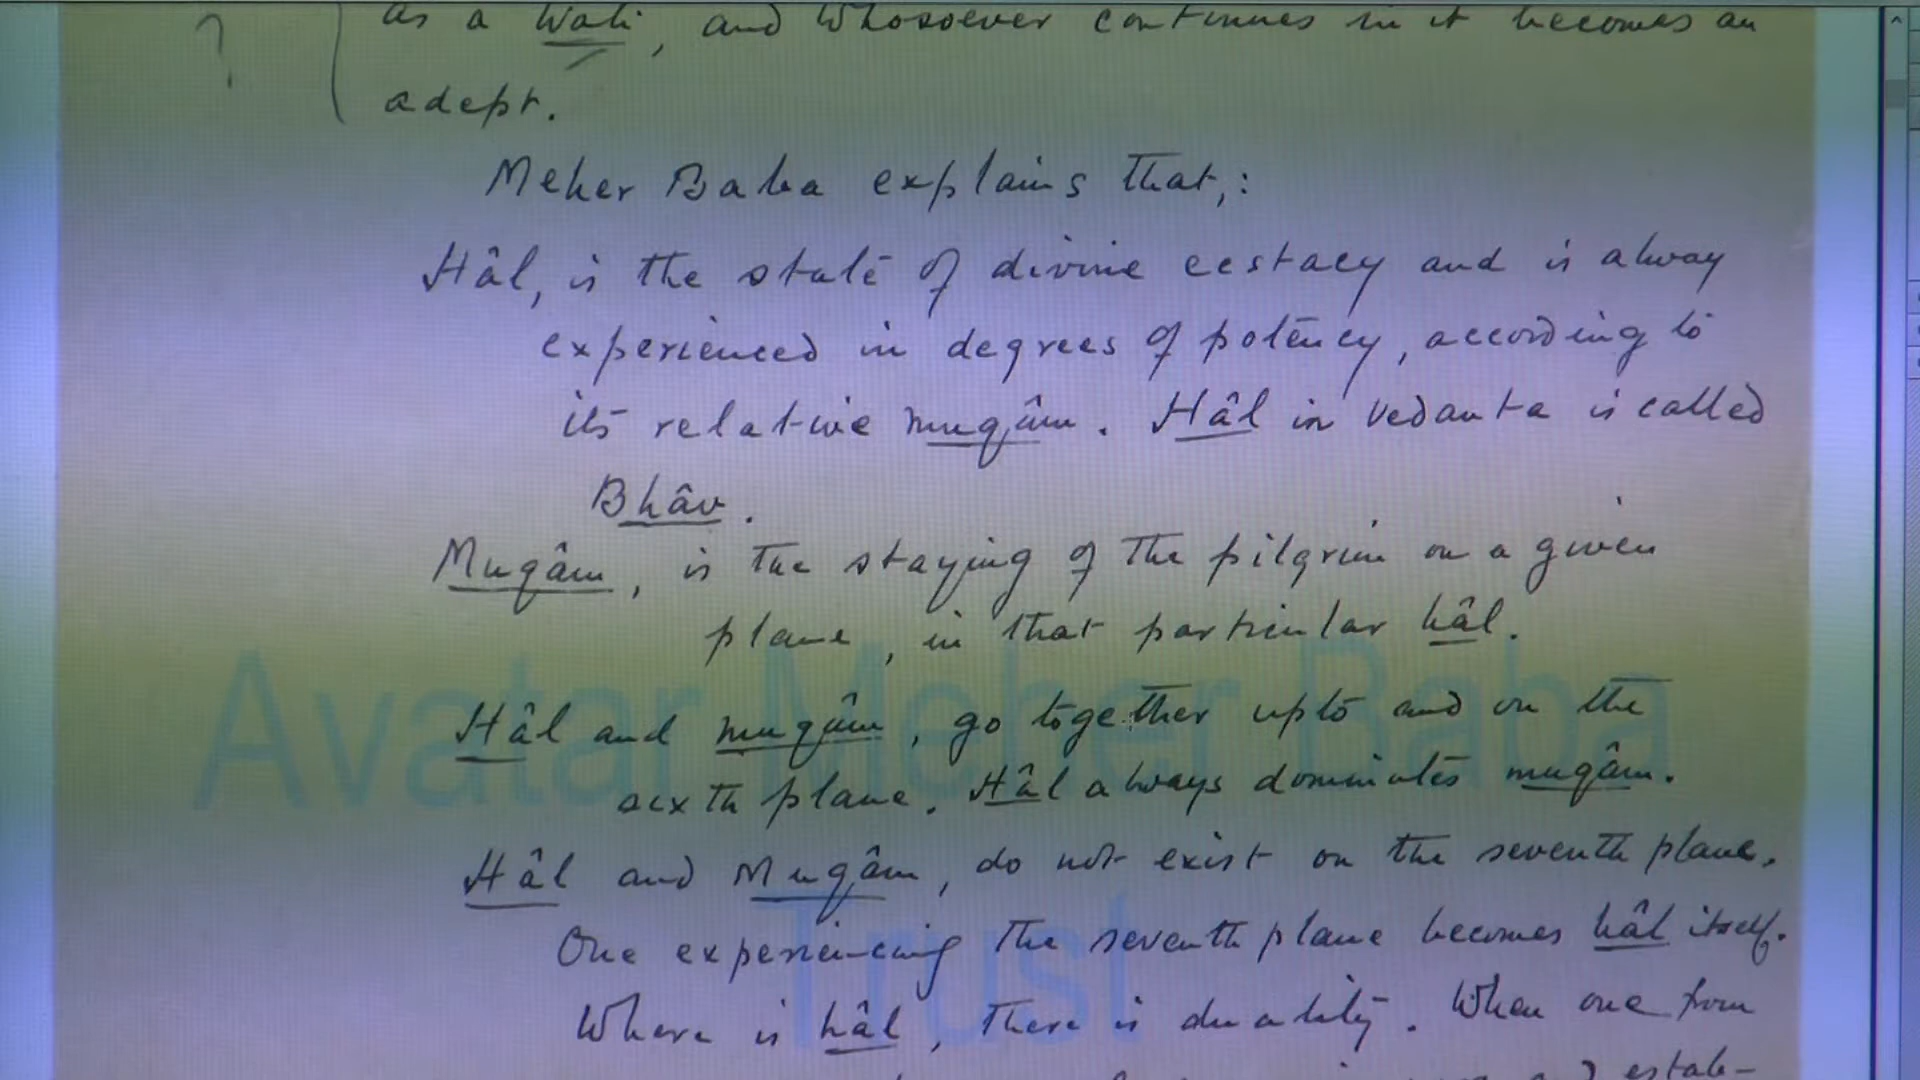 as a Wali, and whosoever continues in it becomes an
adept.
Meher Baba explains that,:
Hâl, is the state of divine ecstacy and is alway
experienced in degrees of potency, according to
its relative muqâm. Hâl in Vedanta is called
Bhâv.
Muqâm, is the staying of the pilgrim on a given
plane, in that particular hâl.
Hâl and muqâm, go together upto and on the
sixth plane. Hâl always dominates muqâm.
Hâl and Muqâm, do not exist on the seventh plane.
One experiencing the seventh plane becomes hâl itself.
Where is hâl, there is duality. When one from
estab-
?
Avatar Meher Baba
Trust